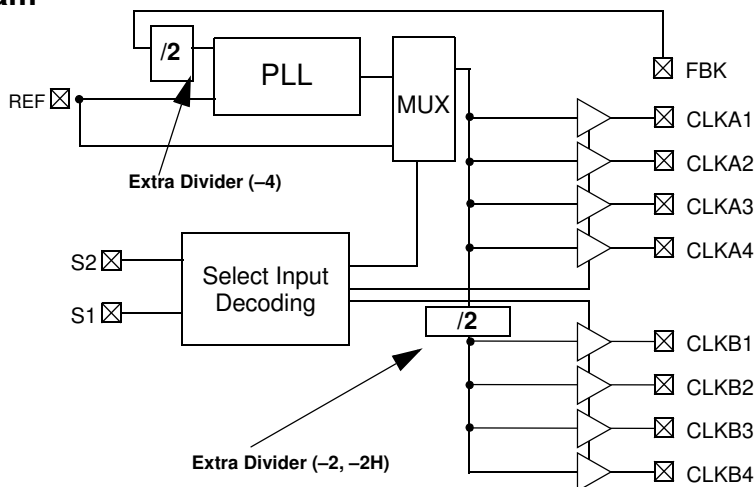 /2
PLL
MUX
FBK
REF
CLKA1
CLKA2
CLKA3
CLKA4
Extra Divider (–4)
S2
S1
Select Input
Decoding
/2
CLKB1
CLKB2
CLKB3
CLKB4
Extra Divider (–2, –2H)